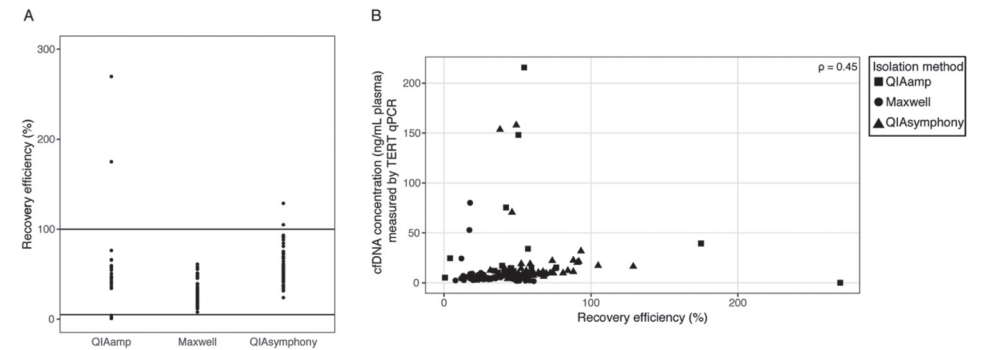 A
300
200
100
0
Recovery efficiency (%)
QIAamp
Maxwell
QIAsymphony
B
ρ = 0.45
200
150
100
50
0
cfDNA concentration (ng/mL plasma)
measured by TERT qPCR
0
100
200
Recovery efficiency (%)
Isolation method
QIAamp
Maxwell
QIAsymphony